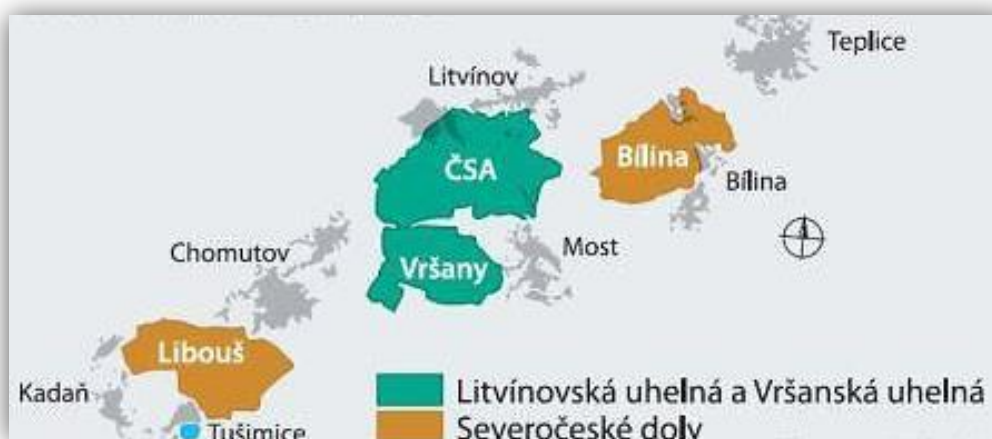 Teplice
Litvínov
ČSA
Bílina
Bílina
Chomutov
Vršany
Most
Libouš
Kadaň
Tušimice
Litvínovská uhelná a Vršanská uhelná
Severočeské doly